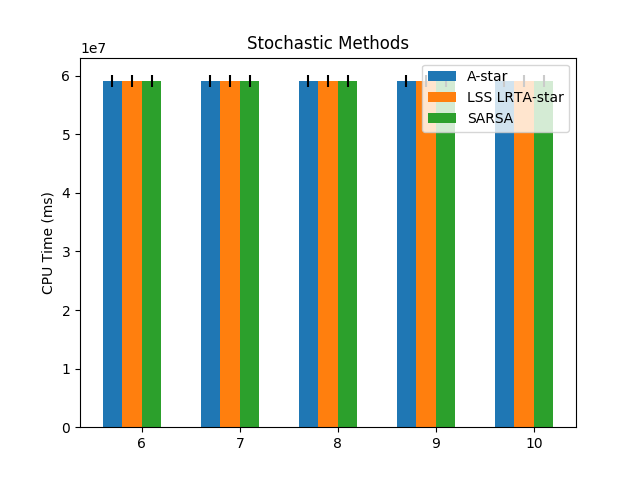 Stochastic Methods
1e7
A-star
LSS LRTA-star
SARSA
CPU Time (ms)
6
5
4
3
2
1
0
6 7 8 9 10